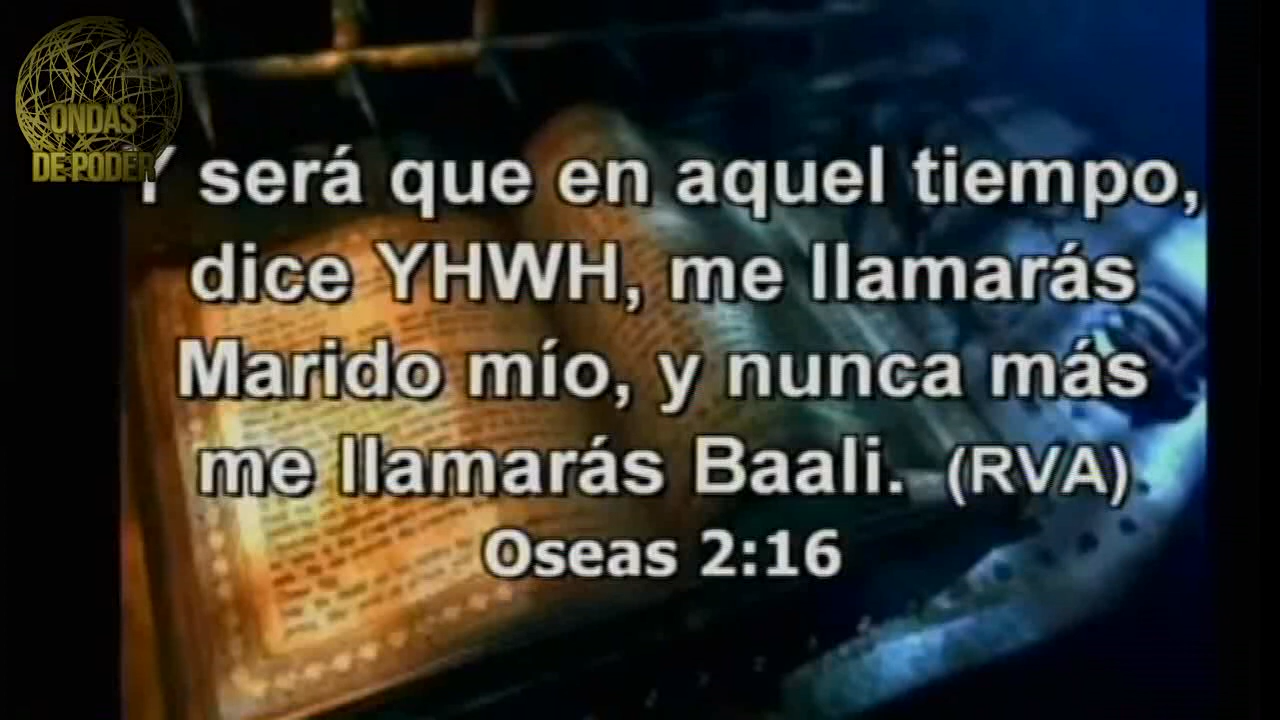 ONDAS
DE PODER
Y será que en aquel tiempo,
dice YHWH, me llamarás
Marido mío, y nunca más
me llamarás Baali. (RVA)
Oseas 2:16